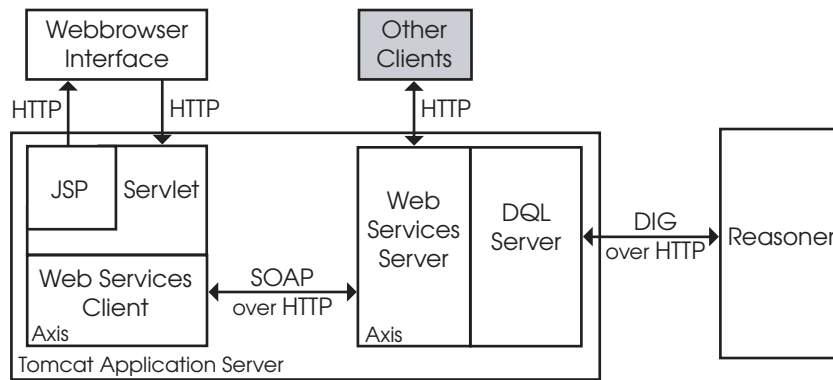 Webbrowser
Interface
Other
Clients
HTTP
HTTP
HTTP
JSP
Servlet
Web
Services
Server
DQL
Server
DIG
over HTTP
Reasoner
Web Services
Client
SOAP
over HTTP
Axis
Axis
Tomcat Application Server